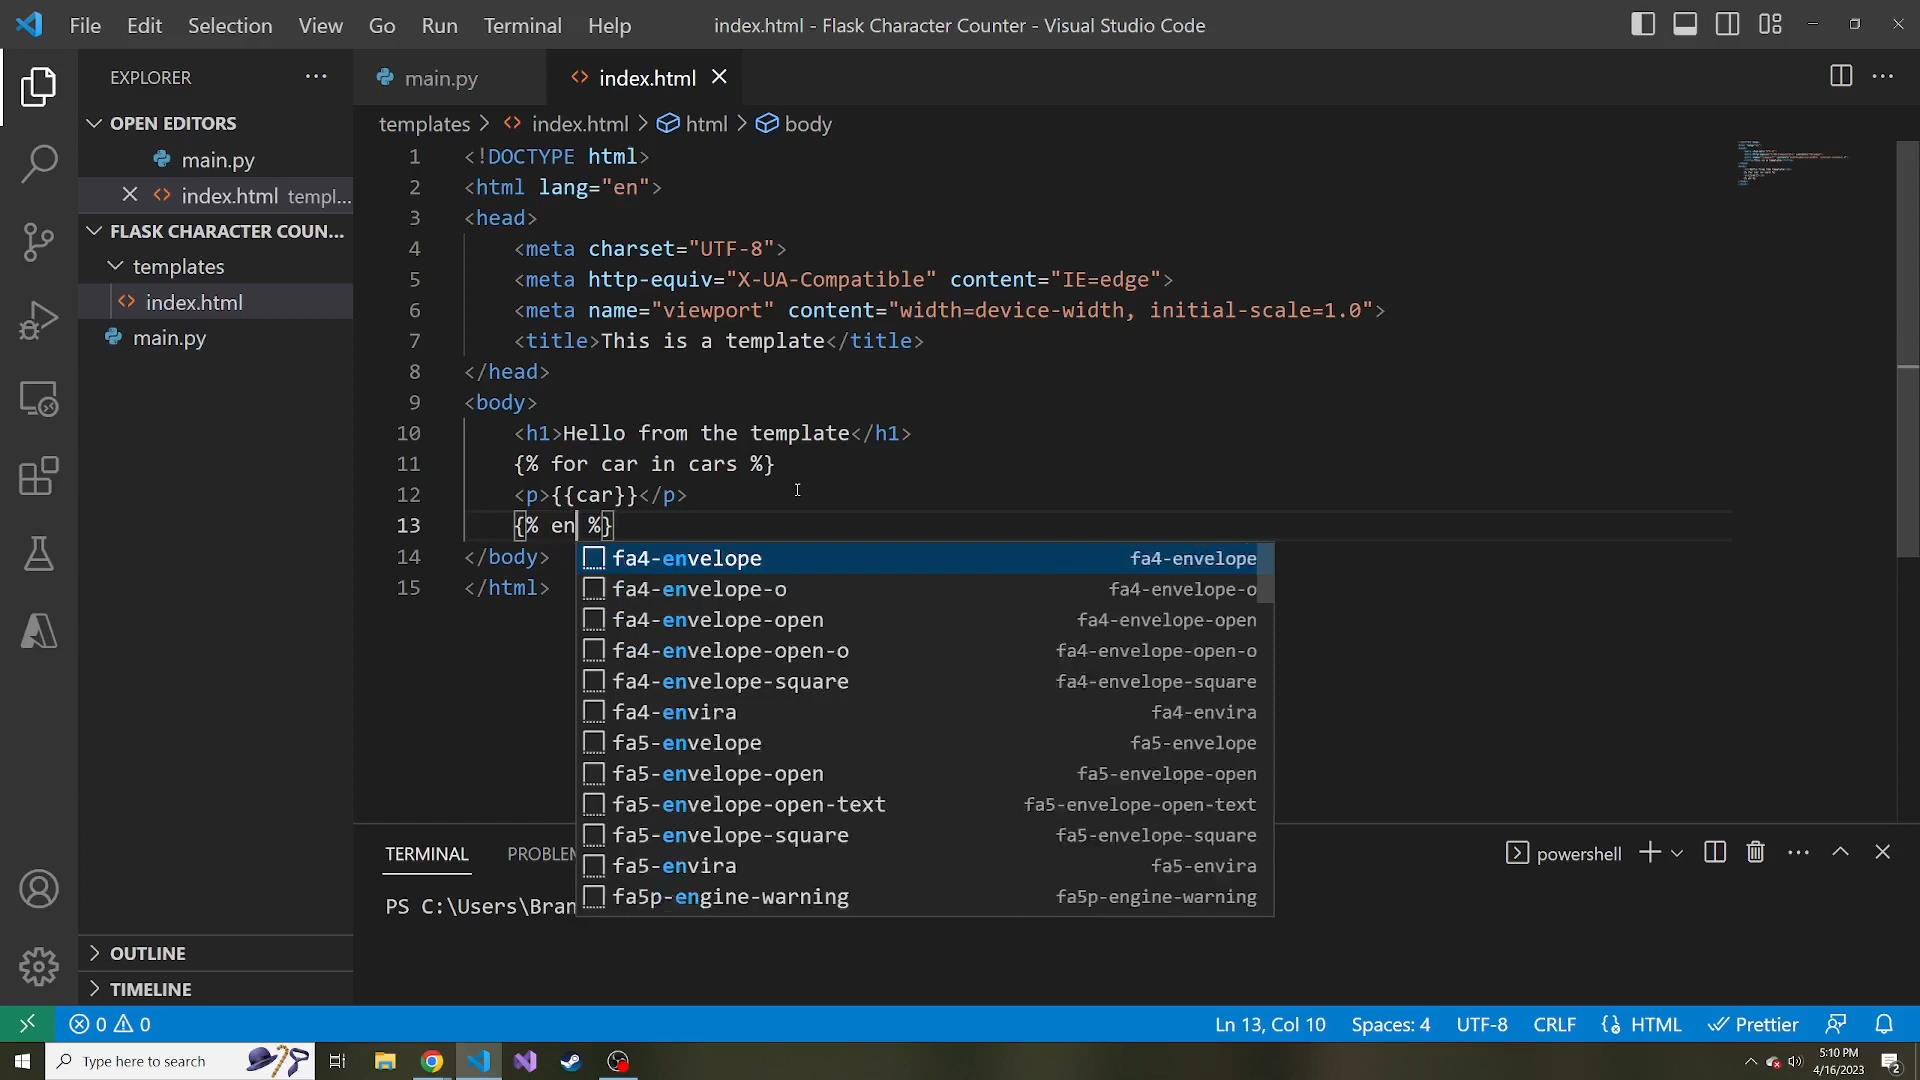 File Edit Selection View Go Run Terminal Help index.html - Flask Character Counter - Visual Studio Code
EXPLORER
main.py
index.html
OPEN EDITORS
main.py
index.html templ...
FLASK CHARACTER COUN...
templates
index.html
main.py
OUTLINE
TIMELINE
templates > index.html > html > body
1 <!DOCTYPE html>
2 <html lang="en">
3 <head>
4 <meta charset="UTF-8">
5 <meta http-equiv="X-UA-Compatible" content="IE=edge">
6 <meta name="viewport" content="width=device-width, initial-scale=1.0">
7 <title>This is a template</title>
8 </head>
9 <body>
10 <h1>Hello from the template</h1>
11 {% for car in cars %}
12 <p>{{car}}</p>
13 {% en %}
14 </body>
15 </html>
fa4-envelope fa4-envelope
fa4-envelope-o fa4-envelope-o
fa4-envelope-open fa4-envelope-open
fa4-envelope-open-o fa4-envelope-open-o
fa4-envelope-square fa4-envelope-square
fa4-envira fa4-envira
fa5-envelope fa5-envelope
fa5-envelope-open fa5-envelope-open
fa5-envelope-open-text fa5-envelope-open-text
fa5-envelope-square fa5-envelope-square
fa5-envira fa5-envira
fa5p-engine-warning fa5p-engine-warning
TERMINAL PROBLEM
powershell
PS C:\Users\Bran
0 0 Ln 13, Col 10 Spaces: 4 UTF-8 CRLF HTML Prettier
Type here to search
5:10 PM
4/16/2023
2